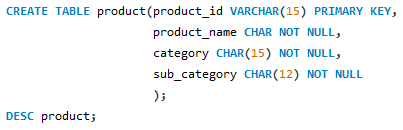 CREATE TABLE product(product_id VARCHAR(15) PRIMARY KEY,
product_name CHAR NOT NULL,
category CHAR(15) NOT NULL,
sub_category CHAR(12) NOT NULL
);
DESC product;